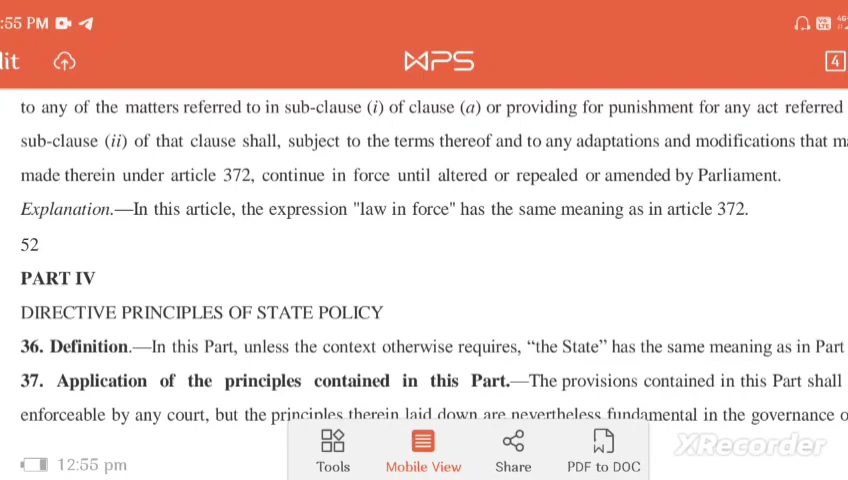 :55 PM
lit
WPS
4
to any of the matters referred to in sub-clause (i) of clause (a) or providing for punishment for any act referred
sub-clause (ii) of that clause shall, subject to the terms thereof and to any adaptations and modifications that ma
made therein under article 372, continue in force until altered or repealed or amended by Parliament.
Explanation.—In this article, the expression "law in force" has the same meaning as in article 372.
52
PART IV
DIRECTIVE PRINCIPLES OF STATE POLICY
36. Definition.—In this Part, unless the context otherwise requires, “the State” has the same meaning as in Part
37. Application of the principles contained in this Part.—The provisions contained in this Part shall
enforceable by any court, but the principles therein laid down are nevertheless fundamental in the governance o
Tools
Mobile View
Share
PDF to DOC
XRecorder
12:55 pm